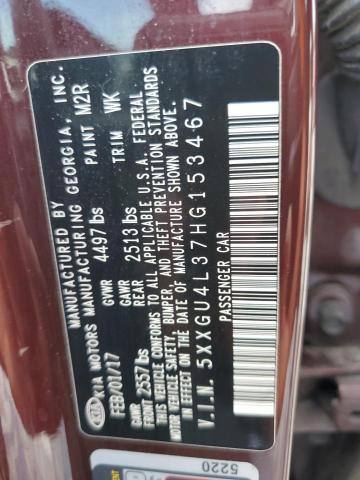 MANUFACTURED BY
KIA MOTORS MANUFACTURING GEORGIA, INC.
FEB/01/17 GVWR 4497 lbs PAINT M2R
GAWR FRONT 2557 lbs GAWR REAR 2513 lbs TRIM WK
THIS VEHICLE CONFORMS TO ALL APPLICABLE U.S.A. FEDERAL
MOTOR VEHICLE SAFETY, BUMPER, AND THEFT PREVENTION STANDARDS
IN EFFECT ON THE DATE OF MANUFACTURE SHOWN ABOVE.
V.I.N. 5XXGU4L37HG153467
PASSENGER CAR
KIA
5220